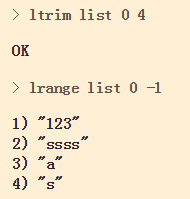 > ltrim list 0 4
OK
> lrange list 0 -1
1) "123"
2) "ssss"
3) "a"
4) "s"